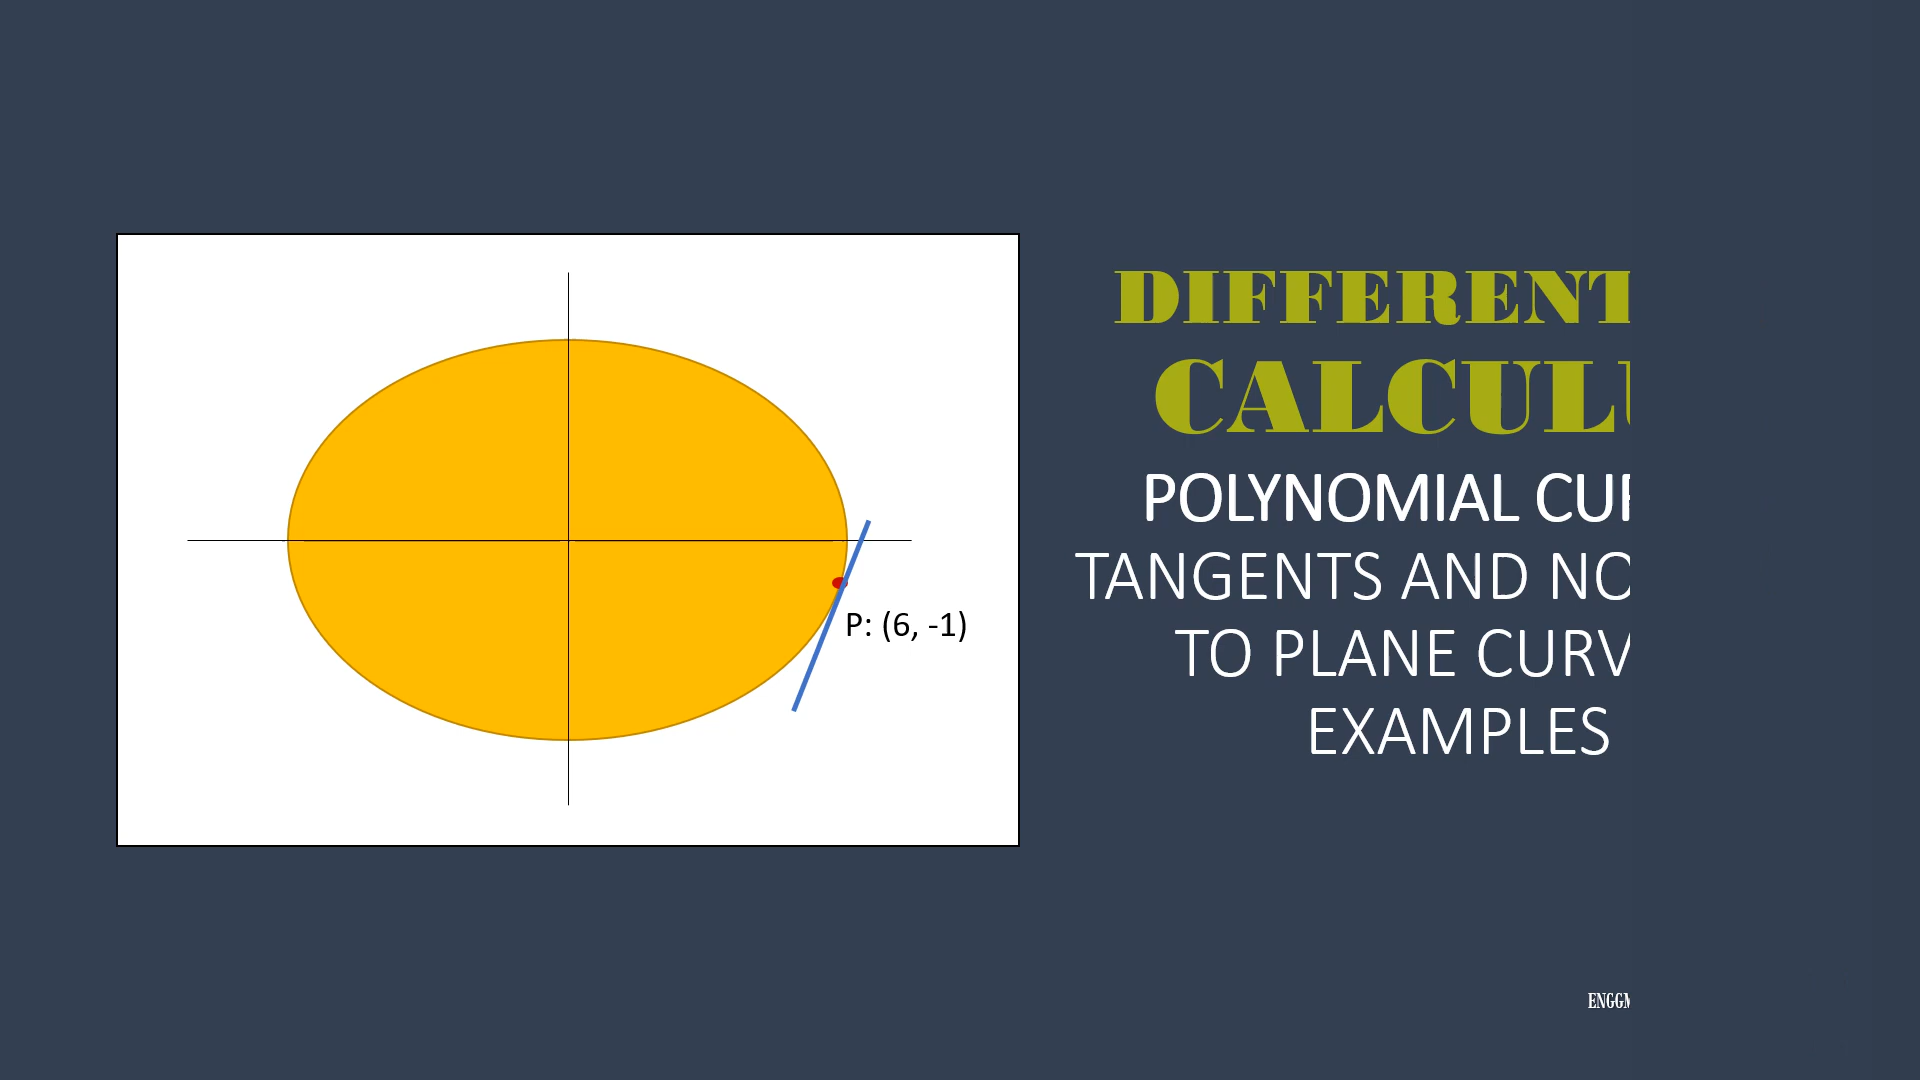 P: (6, -1)
DIFFERENT
CALCUL
POLYNOMIAL CU
TANGENTS AND NO
TO PLANE CURV
EXAMPLES
ENGGM